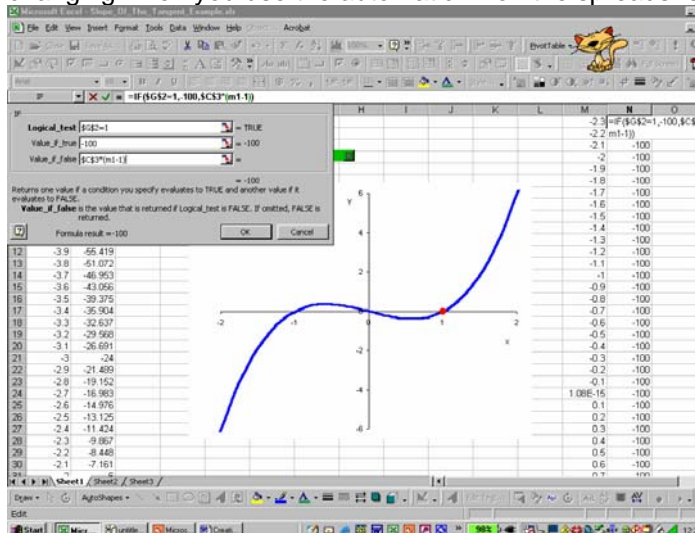 Microsoft Excel - Slope_Of_The_Tangent_Example.xls
File Edit View Insert Format Tools Data Window Help Acrobat
PivotTable
=IF($G$2=1,-100,$C$3*(m1-1))
IF
Logical_test $G$2=1 = TRUE
Value_if_true -100 = -100
Value_if_false $C$3*(m1-1) =
= -100
Returns one value if a condition you specify evaluates to TRUE and another value if it
evaluates to FALSE.
Value_if_false is the value that is returned if Logical_test is FALSE. If omitted, FALSE is
returned.
Formula result =-100 OK Cancel
H I J K L M N O
-2.3 =IF($G$2=1,-100,$C$
-2.2 m1-1))
-2.1 -100
-2 -100
-1.9 -100
-1.8 -100
-1.7 -100
-1.6 -100
-1.5 -100
-1.4 -100
-1.3 -100
12 -3.9 -55.419 -1.2 -100
13 -3.8 -51.072 -1.1 -100
14 -3.7 -46.953 -1 -100
15 -3.6 -43.056 -0.9 -100
16 -3.5 -39.375 -0.8 -100
17 -3.4 -35.904 -0.7 -100
18 -3.3 -32.637 -0.6 -100
19 -3.2 -29.568 -0.5 -100
20 -3.1 -26.691 -0.4 -100
21 -3 -24 -0.3 -100
22 -2.9 -21.489 -0.2 -100
23 -2.8 -19.152 -0.1 -100
24 -2.7 -16.983 1.08E-15 -100
25 -2.6 -14.976 0.1 -100
26 -2.5 -13.125 0.2 -100
27 -2.4 -11.424 0.3 -100
28 -2.3 -9.867 0.4 -100
29 -2.2 -8.448 0.5 -100
30 -2.1 -7.161 0.6 -100
0.7 -100
Y 6
4
2
-2 -1 0 1 2
x
-2
-4
-6
Sheet1 / Sheet2 / Sheet3
Draw AutoShapes
Edit
Start Micr... Untitle... Micros... Creati... 98%